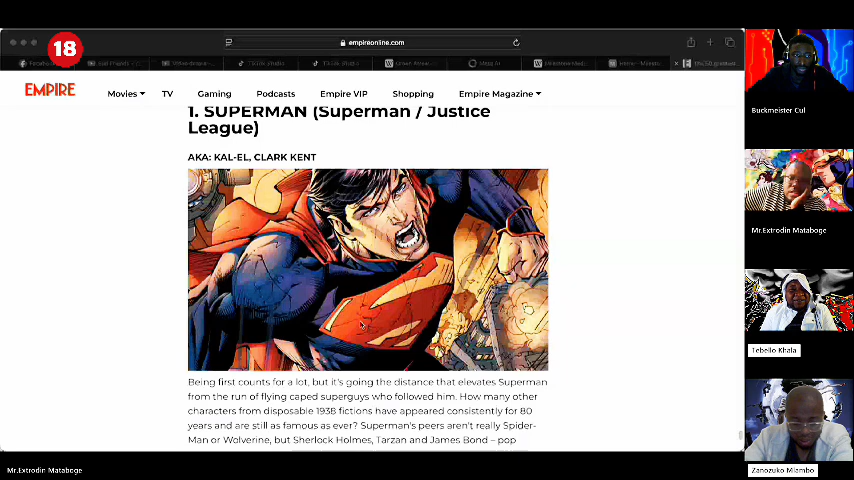 18
empireonline.com
EMPIRE
Movies
TV
Gaming
Podcasts
Empire VIP
Shopping
Empire Magazine
1. SUPERMAN (Superman / Justice
League)
AKA: KAL-EL, CLARK KENT
Being first counts for a lot, but it's going the distance that elevates Superman
from the run of flying caped superguys who followed him. How many other
characters from disposable 1938 fictions have appeared consistently for 80
years and are still as famous as ever? Superman's peers aren't really Spider-
Man or Wolverine, but Sherlock Holmes, Tarzan and James Bond – pop
Buckmeister Cul
Mr.Extrodin Mataboge
Tebello Khala
Zanozuko Mlambo
Mr.Extrodin Mataboge